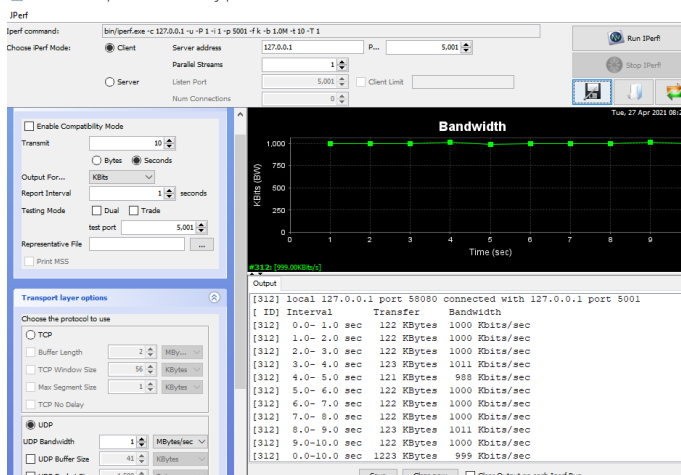 JPerf
Iperf command: bin/iperf.exe -c 127.0.0.1 -u -P 1 -i 1 -p 5001 -f k -b 1.0M -t 10 -T 1
Choose iPerf Mode: Client Server address 127.0.0.1 P... 5,001
Parallel Streams 1
Server Listen Port 5,001 Client Limit
Num Connections 0
Run IPerf!
Stop IPerf!
Enable Compatibility Mode
Transmit 10
Bytes Seconds
Output For... KBits
Report Interval 1 seconds
Testing Mode Dual Trade
test port 5,001
Representative File ...
Print MSS
Transport layer options
Choose the protocol to use
TCP
Buffer Length 2 MBy...
TCP Window Size 56 KBytes
Max Segment Size 1 KBytes
TCP No Delay
UDP
UDP Bandwidth 1 MBytes/sec
UDP Buffer Size 41 KBytes
Tue, 27 Apr 2021
Bandwidth
KBits (BW)
1,000
750
500
250
0
0 1 2 3 4 5 6 7 8 9
Time (sec)
#312: [999.00KBits/s]
Output
[312] local 127.0.0.1 port 58080 connected with 127.0.0.1 port 5001
[ ID] Interval Transfer Bandwidth
[312] 0.0- 1.0 sec 122 KBytes 1000 Kbits/sec
[312] 1.0- 2.0 sec 122 KBytes 1000 Kbits/sec
[312] 2.0- 3.0 sec 122 KBytes 1000 Kbits/sec
[312] 3.0- 4.0 sec 123 KBytes 1011 Kbits/sec
[312] 4.0- 5.0 sec 121 KBytes 988 Kbits/sec
[312] 5.0- 6.0 sec 122 KBytes 1000 Kbits/sec
[312] 6.0- 7.0 sec 122 KBytes 1000 Kbits/sec
[312] 7.0- 8.0 sec 122 KBytes 1000 Kbits/sec
[312] 8.0- 9.0 sec 123 KBytes 1011 Kbits/sec
[312] 9.0-10.0 sec 122 KBytes 1000 Kbits/sec
[312] 0.0-10.0 sec 1223 KBytes 999 Kbits/sec